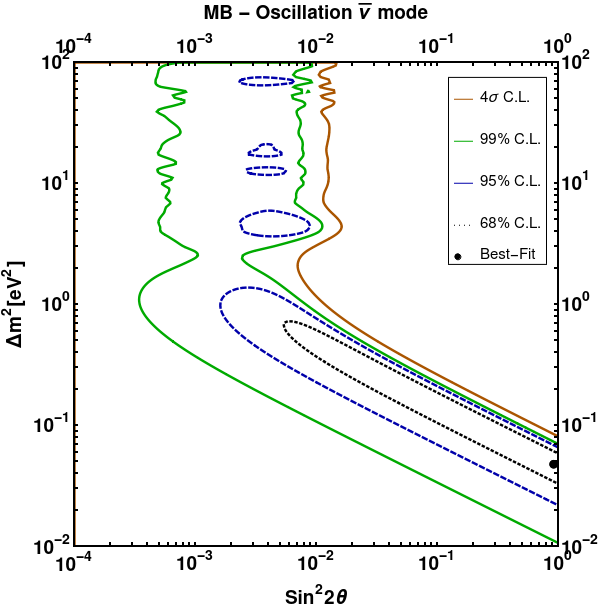 MB − Oscillation ν̅ mode
10⁻⁴ 10⁻³ 10⁻² 10⁻¹ 10⁰
10² 10²
4σ C.L.
99% C.L.
95% C.L.
68% C.L.
Best−Fit
10¹ 10¹
Δm²[eV²]
10⁰ 10⁰
10⁻¹ 10⁻¹
10⁻² 10⁻²
10⁻⁴ 10⁻³ 10⁻² 10⁻¹ 10⁰
Sin²2θ